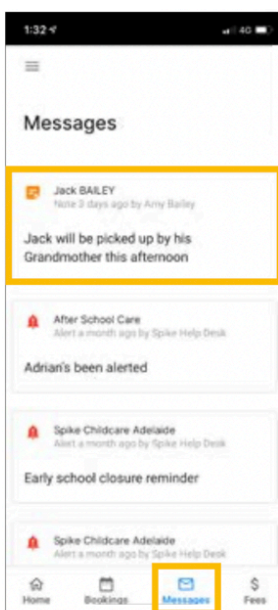 1:32
4G
Messages
Jack BAILEY
Note 3 days ago by Amy Bailey
Jack will be picked up by his
Grandmother this afternoon
After School Care
Alert a month ago by Spike Help Desk
Adrian's been alerted
Spike Childcare Adelaide
Alert a month ago by Spike Help Desk
Early school closure reminder
Spike Childcare Adelaide
Alert a month ago by Spike Help Desk
Home Bookings Messages Fees